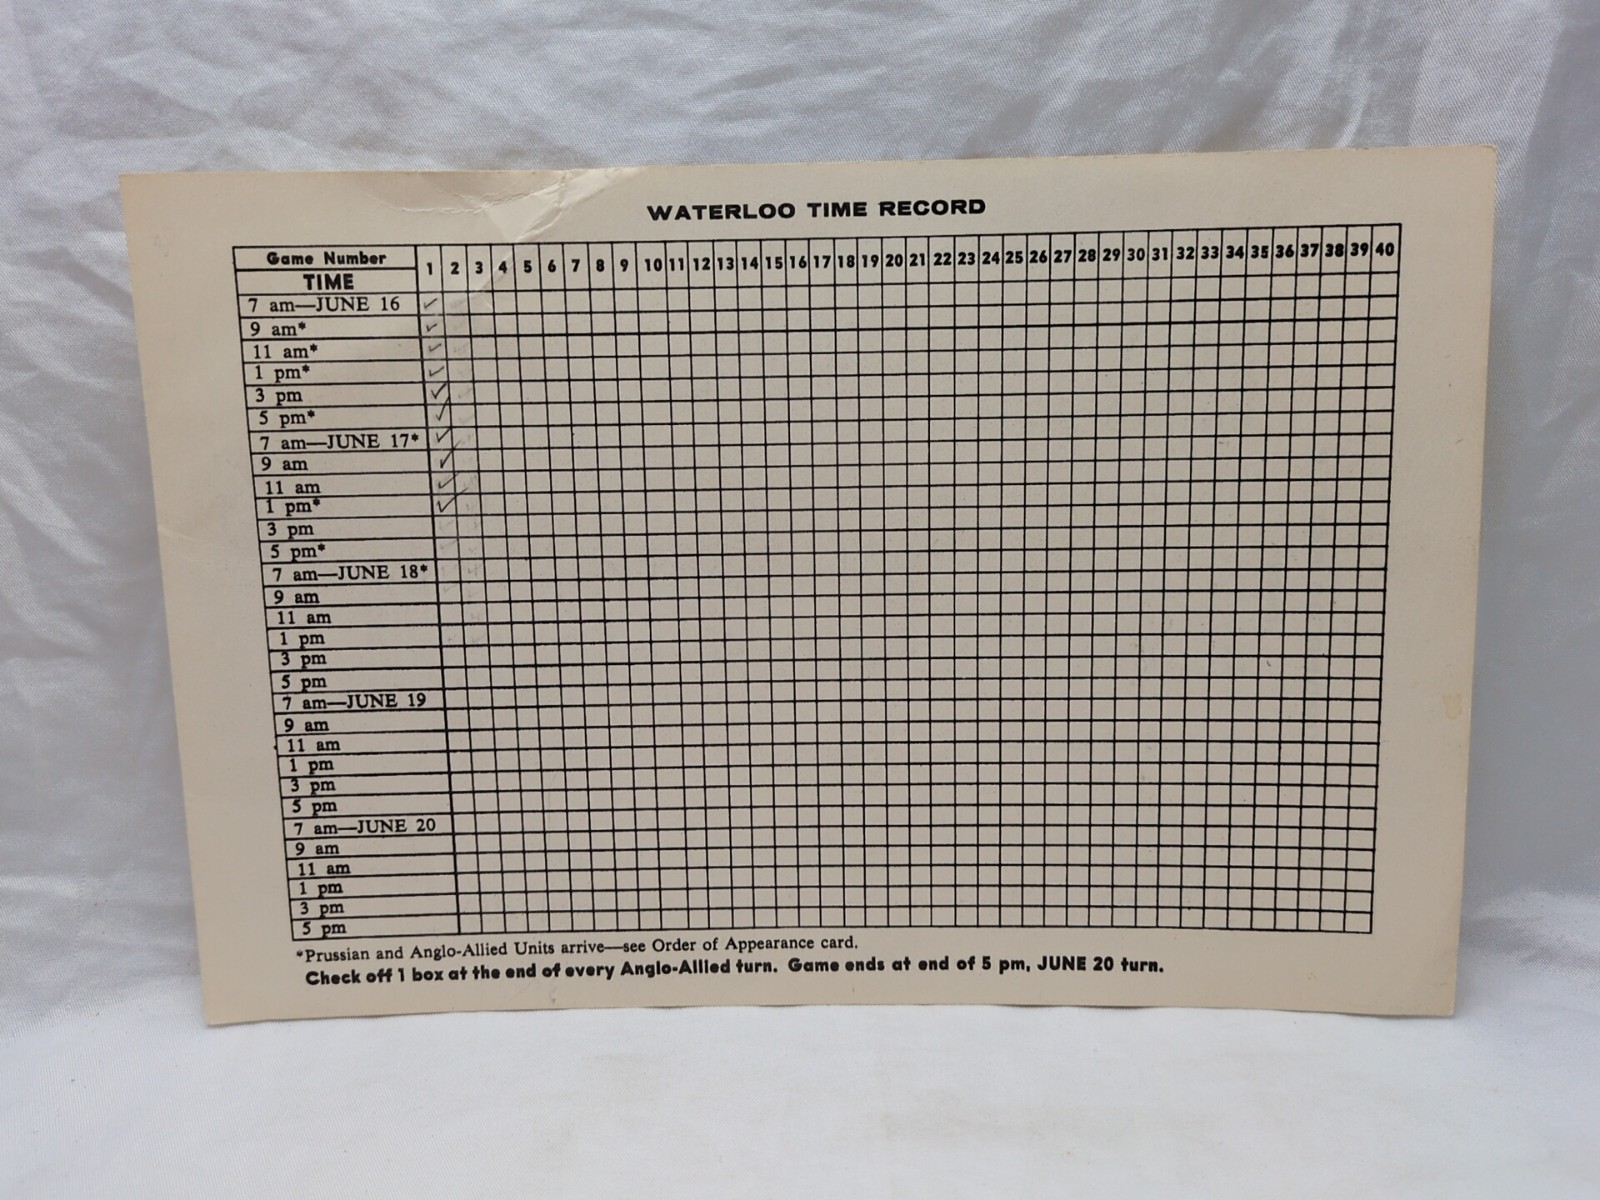 WATERLOO TIME RECORD
Game Number 1 2 3 4 5 6 7 8 9 10 11 12 13 14 15 16 17 18 19 20 21 22 23 24 25 26 27 28 29 30 31 32 33 34 35 36 37 38 39 40
TIME
7 am—JUNE 16 ✓
9 am* ✓
11 am* ✓
1 pm* ✓
3 pm ✓
5 pm* ✓
7 am—JUNE 17* ✓
9 am ✓
11 am ✓
1 pm* ✓
3 pm
5 pm*
7 am—JUNE 18*
9 am
11 am
1 pm
3 pm
5 pm
7 am—JUNE 19
9 am
11 am
1 pm
3 pm
5 pm
7 am—JUNE 20
9 am
11 am
1 pm
3 pm
5 pm
*Prussian and Anglo-Allied Units arrive—see Order of Appearance card.
Check off 1 box at the end of every Anglo-Allied turn. Game ends at end of 5 pm, JUNE 20 turn.